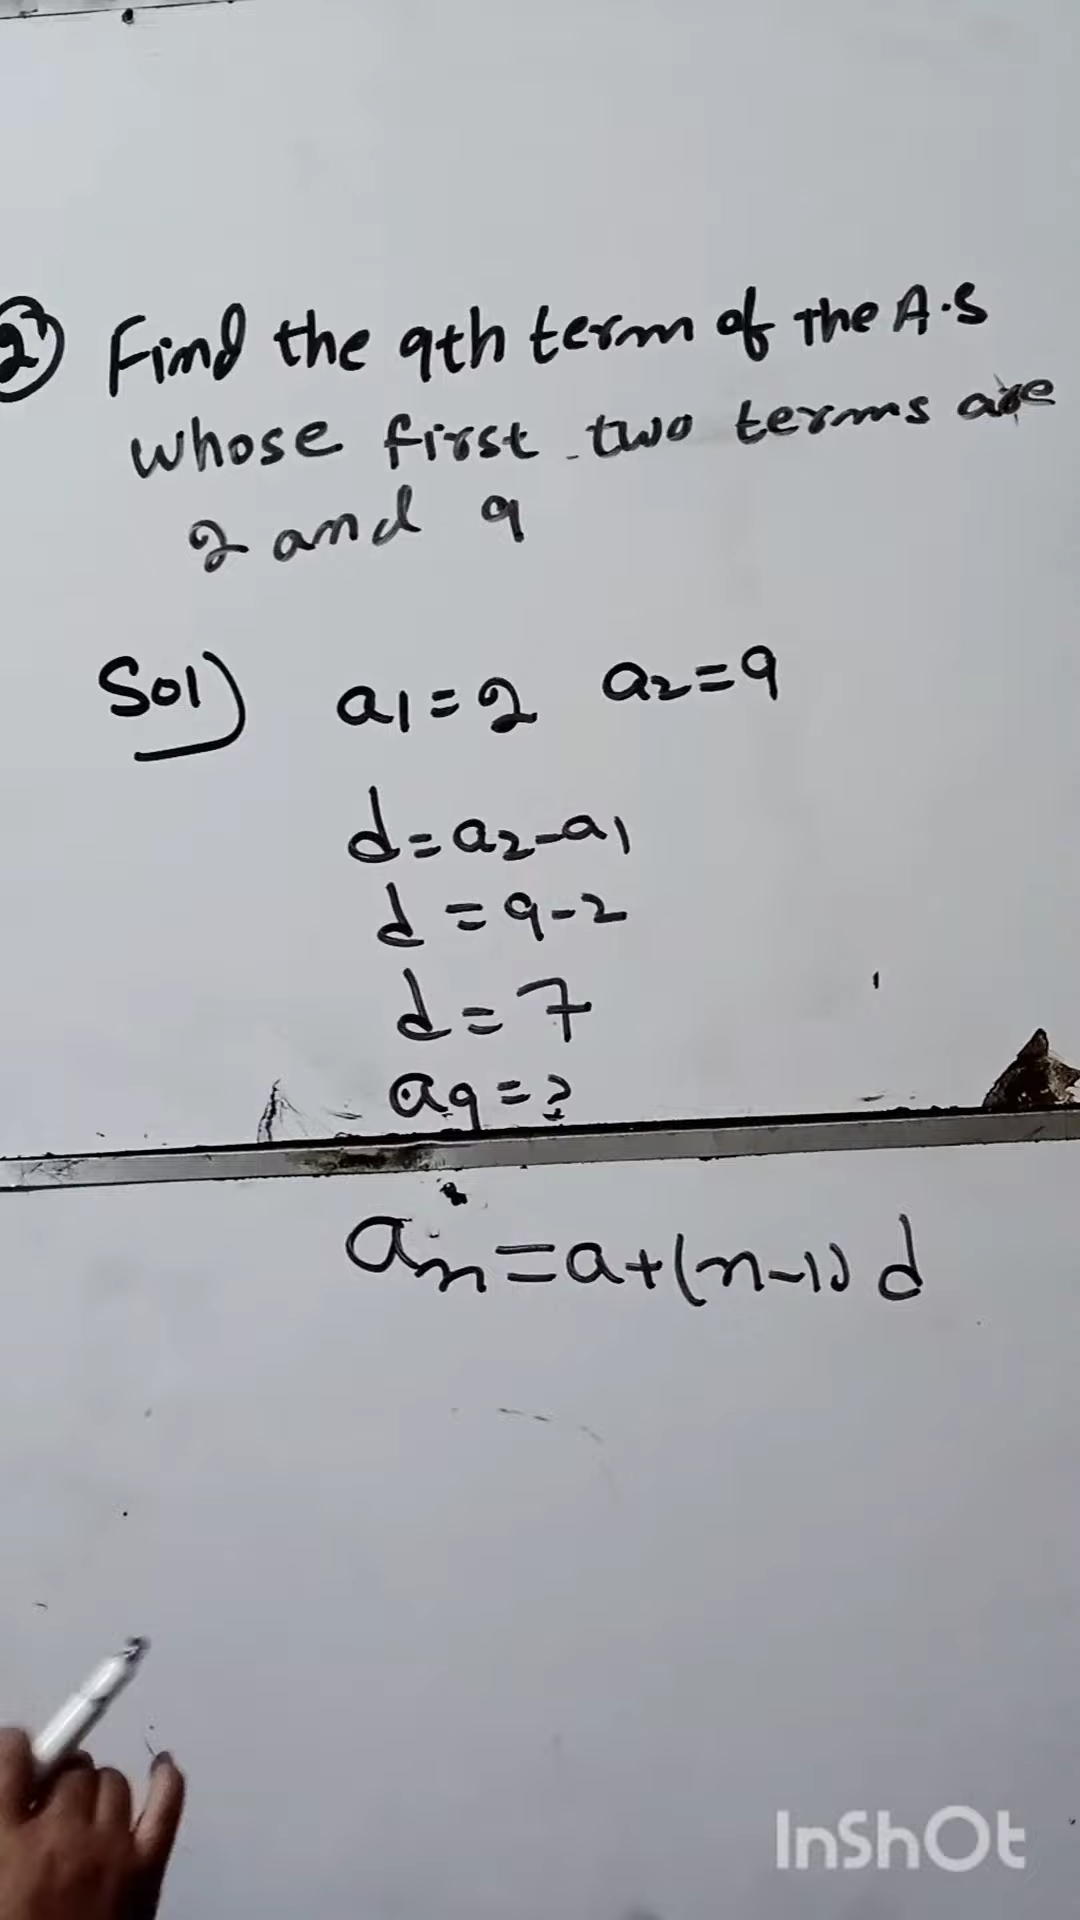 2) Find the 9th term of the A.S
whose first two terms are
2 and 9
Sol) a1=2 a2=9
d=a2-a1
d=9-2
d=7
a9=?
an=a+(n-1)d
InShOt